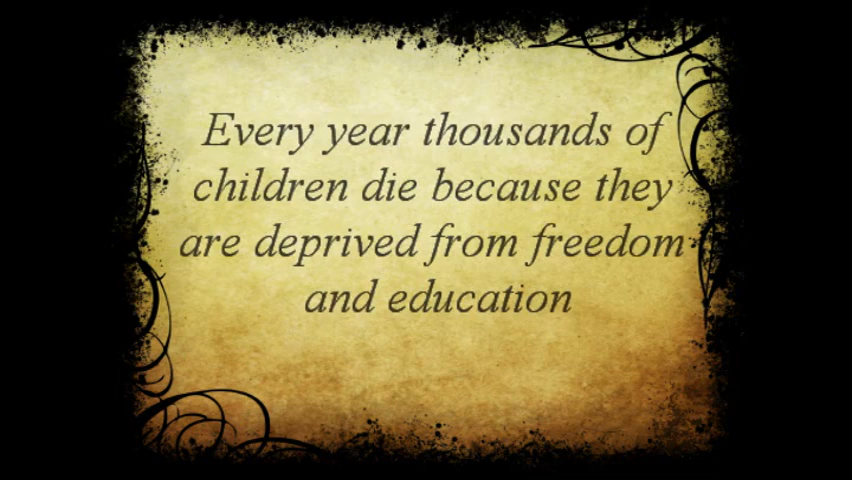 Every year thousands of
children die because they
are deprived from freedom
and education